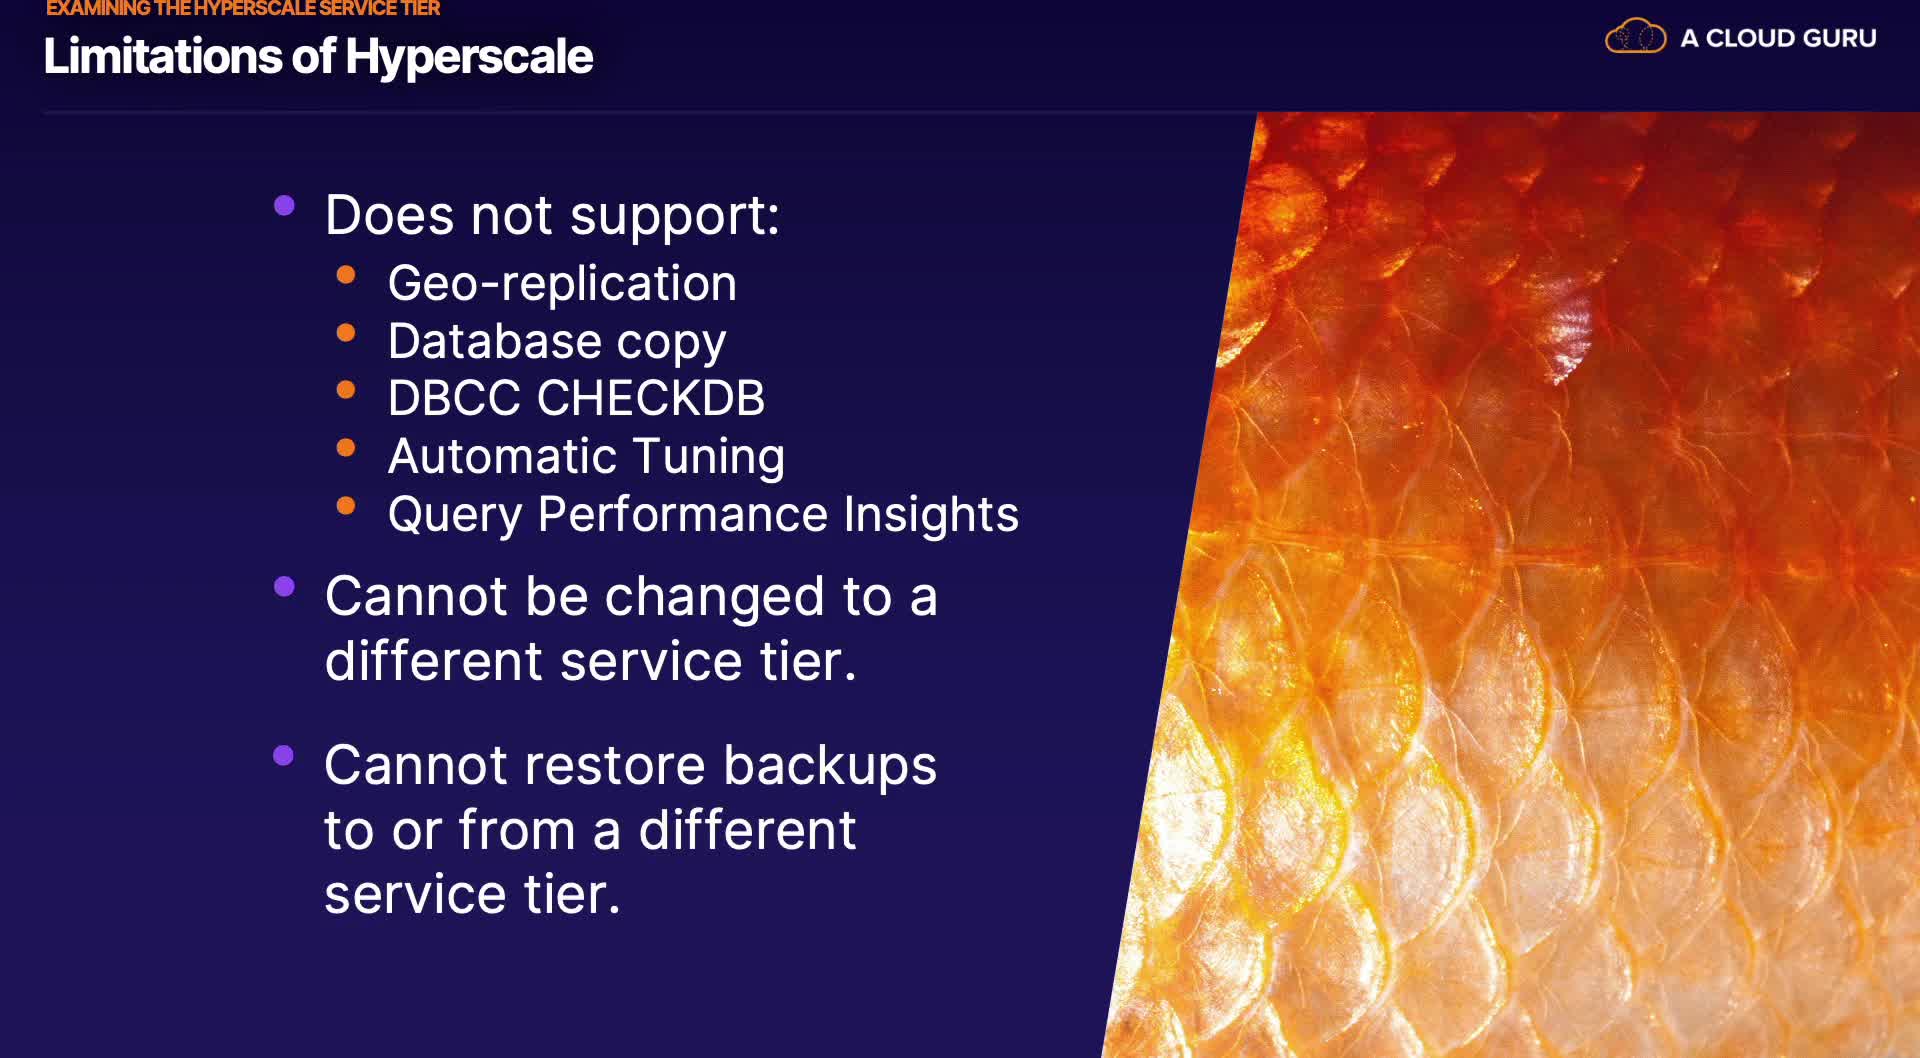 EXAMINING THE HYPERSCALE SERVICE TIER
Limitations of Hyperscale
A CLOUD GURU
Does not support:
Geo-replication
Database copy
DBCC CHECKDB
Automatic Tuning
Query Performance Insights
Cannot be changed to a
different service tier.
Cannot restore backups
to or from a different
service tier.